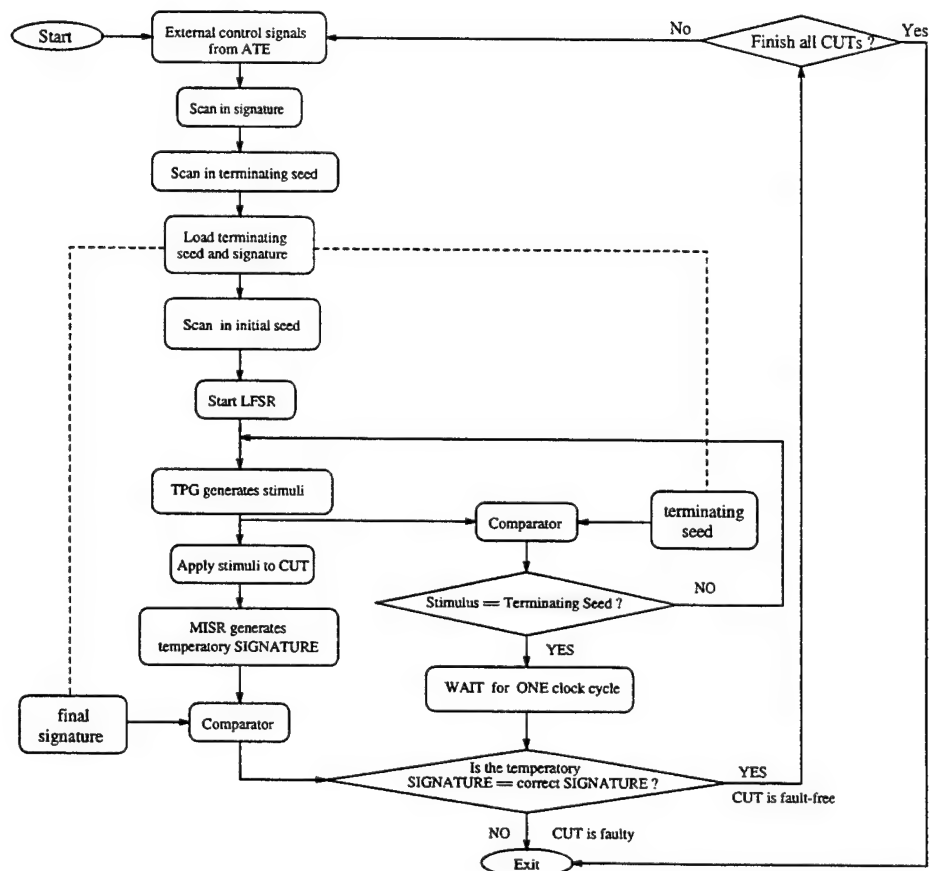 Start
External control signals
from ATE
No
Finish all CUTs ?
Yes
Scan in signature
Scan in terminating seed
Load terminating
seed and signature
Scan in initial seed
Start LFSR
TPG generates stimuli
Comparator
terminating
seed
Apply stimuli to CUT
Stimulus == Terminating Seed ?
NO
MISR generates
temperatory SIGNATURE
YES
WAIT for ONE clock cycle
final
signature
Comparator
Is the temperatory
SIGNATURE == correct SIGNATURE ?
YES
CUT is fault-free
NO
CUT is faulty
Exit